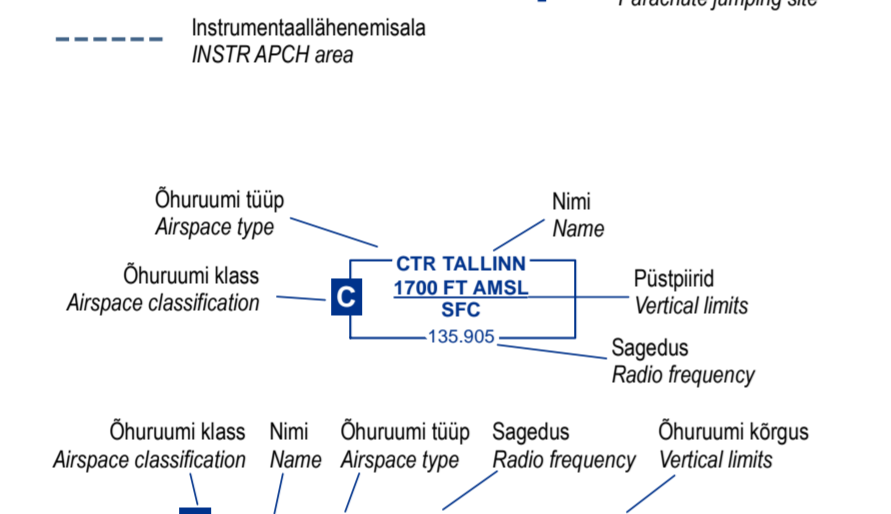 Parachute jumping site
Instrumentaallähenemisala
INSTR APCH area
Õhuruumi tüüp
Airspace type
Nimi
Name
Õhuruumi klass
Airspace classification
C
CTR TALLINN
1700 FT AMSL
SFC
135.905
Püstpiirid
Vertical limits
Sagedus
Radio frequency
Õhuruumi klass Nimi Õhuruumi tüüp Sagedus Õhuruumi kõrgus
Airspace classification Name Airspace type Radio frequency Vertical limits